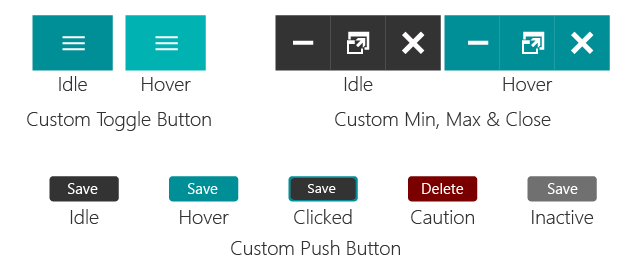 Idle Hover Idle Hover
Custom Toggle Button Custom Min, Max & Close
Save Save Save Delete Save
Idle Hover Clicked Caution Inactive
Custom Push Button